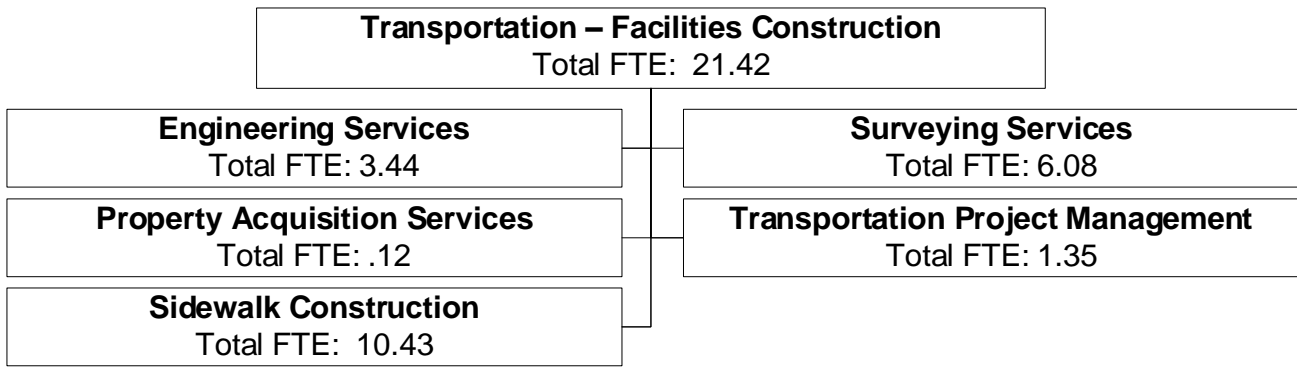 Transportation – Facilities Construction
Total FTE: 21.42
Engineering Services
Total FTE: 3.44
Surveying Services
Total FTE: 6.08
Property Acquisition Services
Total FTE: .12
Transportation Project Management
Total FTE: 1.35
Sidewalk Construction
Total FTE: 10.43